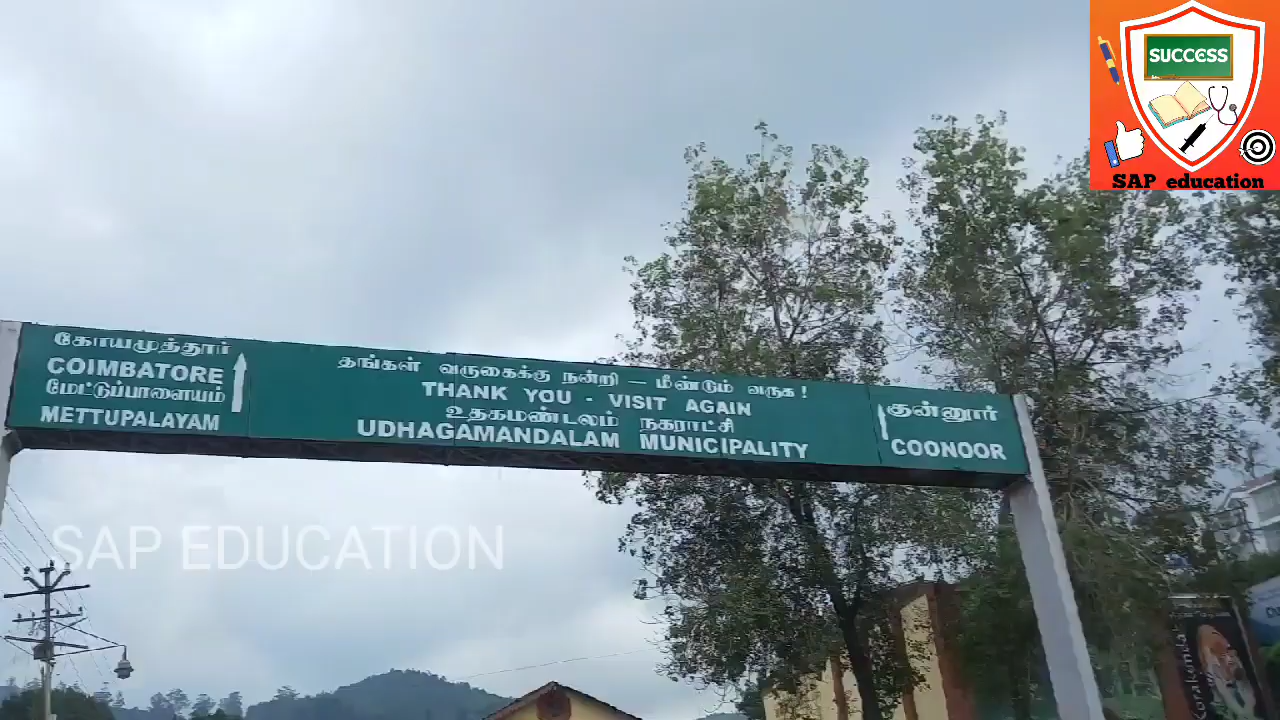 SUCCESS
SAP education
கோயமுத்தூர்
COIMBATORE
மேட்டுப்பாளையம்
METTUPALAYAM
தங்கள் வருகைக்கு நன்றி – மீண்டும் வருக!
THANK YOU - VISIT AGAIN
உதகமண்டலம் நகராட்சி
UDHAGAMANDALAM MUNICIPALITY
குன்னூர்
COONOOR
SAP EDUCATION